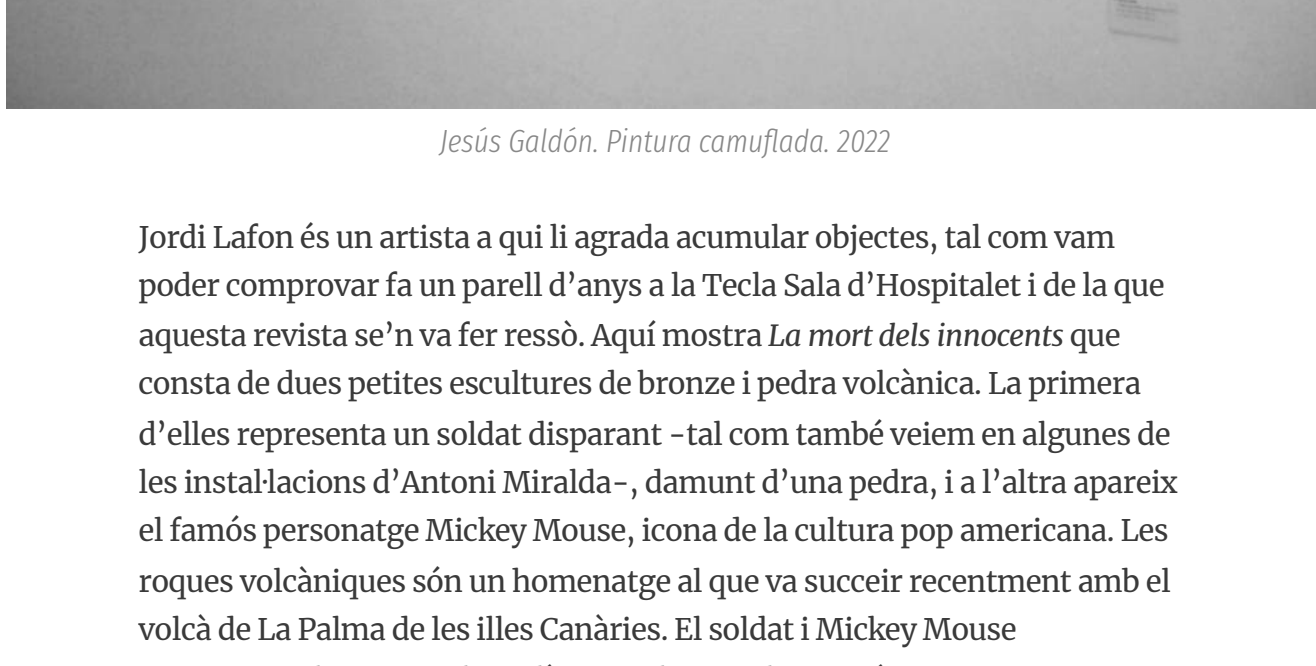 Jesús Galdón. Pintura camuflada. 2022
Jordi Lafon és un artista a qui li agrada acumular objectes, tal com vam
poder comprovar fa un parell d’anys a la Tecla Sala d’Hospitalet i de la que
aquesta revista se’n va fer ressò. Aquí mostra La mort dels innocents que
consta de dues petites escultures de bronze i pedra volcànica. La primera
d’elles representa un soldat disparant -tal com també veiem en algunes de
les instal·lacions d’Antoni Miralda-, damunt d’una pedra, i a l’altra apareix
el famós personatge Mickey Mouse, icona de la cultura pop americana. Les
roques volcàniques són un homenatge al que va succeir recentment amb el
volcà de La Palma de les illes Canàries. El soldat i Mickey Mouse